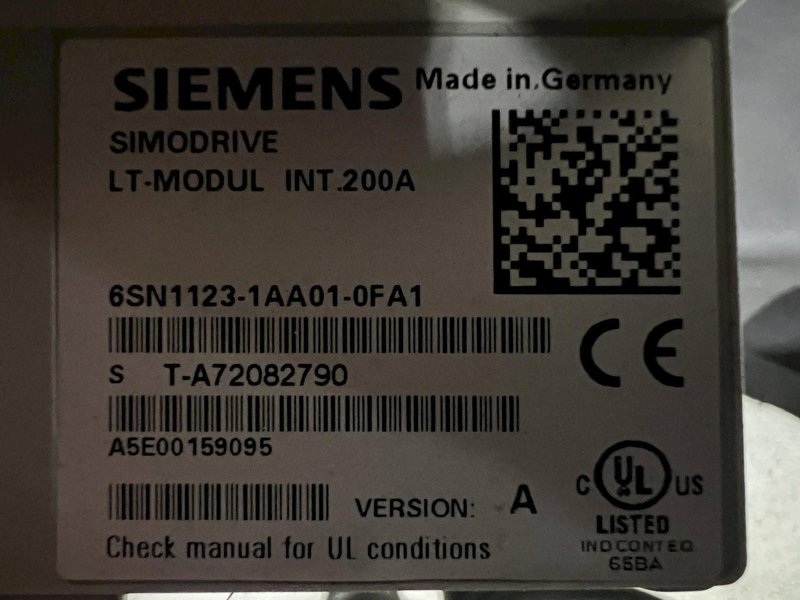 SIEMENS Made in Germany
SIMODRIVE
LT-MODUL INT.200A
6SN1123-1AA01-0FA1
S T-A72082790
A5E00159095
VERSION: A
Check manual for UL conditions
CE
C UL US
LISTED
IND CONT EQ
65BA